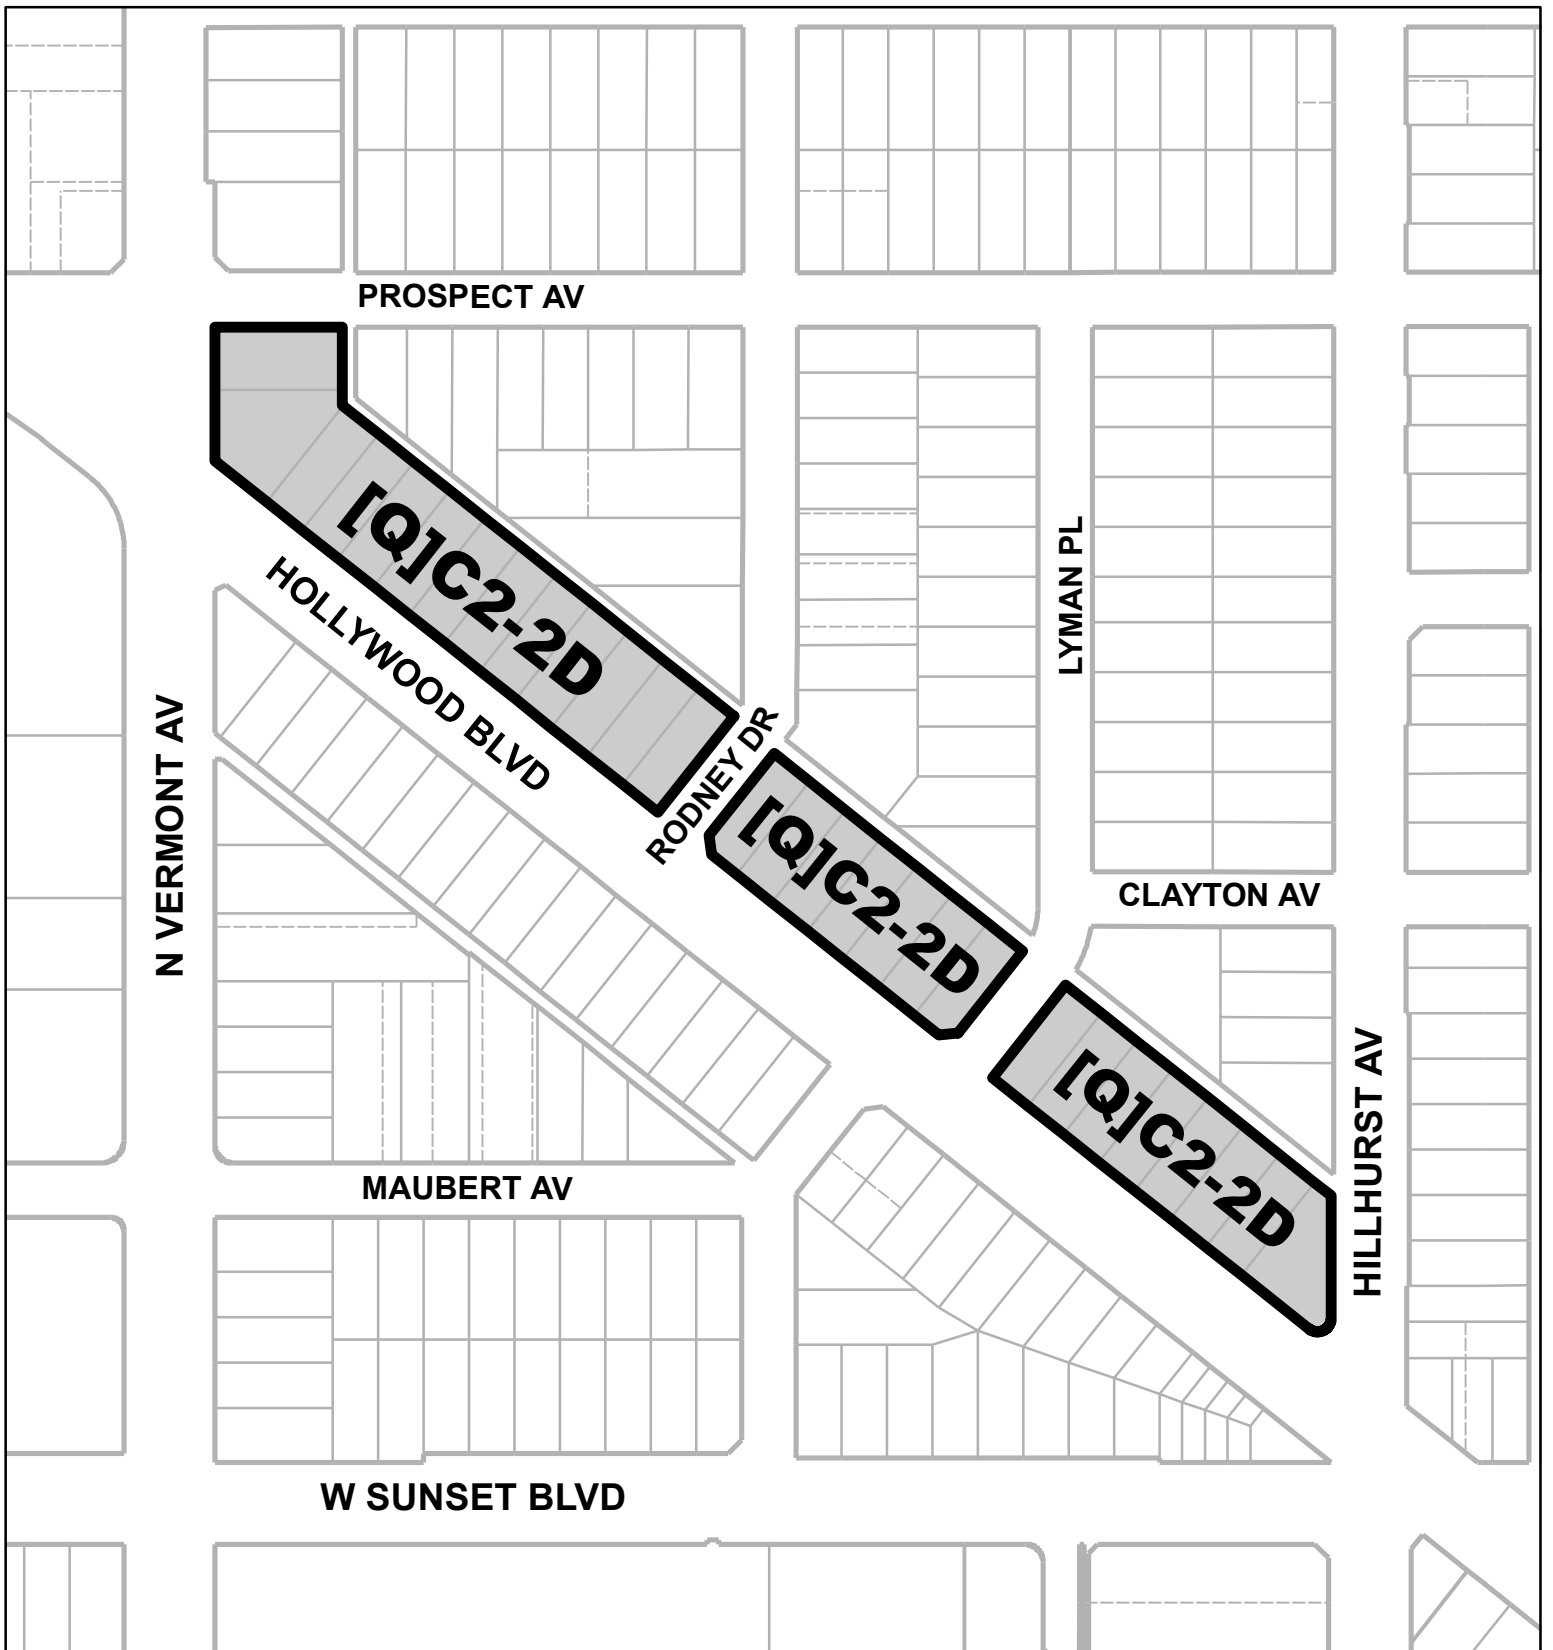 PROSPECT AV
[Q]C2-2D
HOLLYWOOD BLVD
LYMAN PL
N VERMONT AV
RODNEY DR
[Q]C2-2D
CLAYTON AV
[Q]C2-2D
HILLHURST AV
MAUBERT AV
W SUNSET BLVD